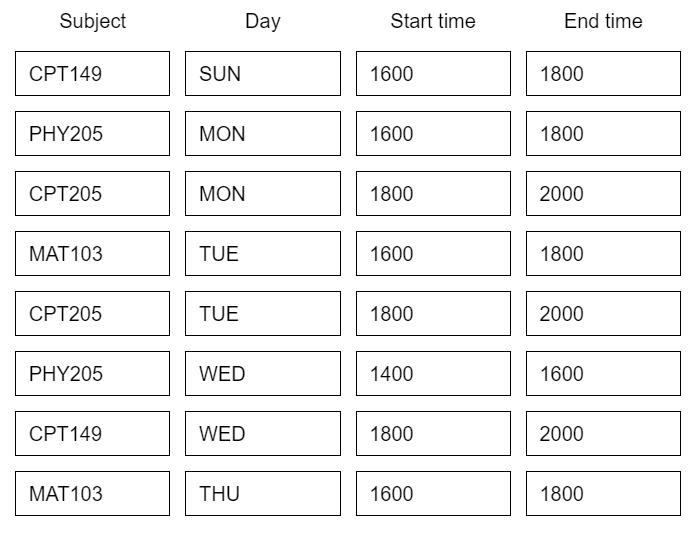 Subject Day Start time End time
CPT149 SUN 1600 1800
PHY205 MON 1600 1800
CPT205 MON 1800 2000
MAT103 TUE 1600 1800
CPT205 TUE 1800 2000
PHY205 WED 1400 1600
CPT149 WED 1800 2000
MAT103 THU 1600 1800